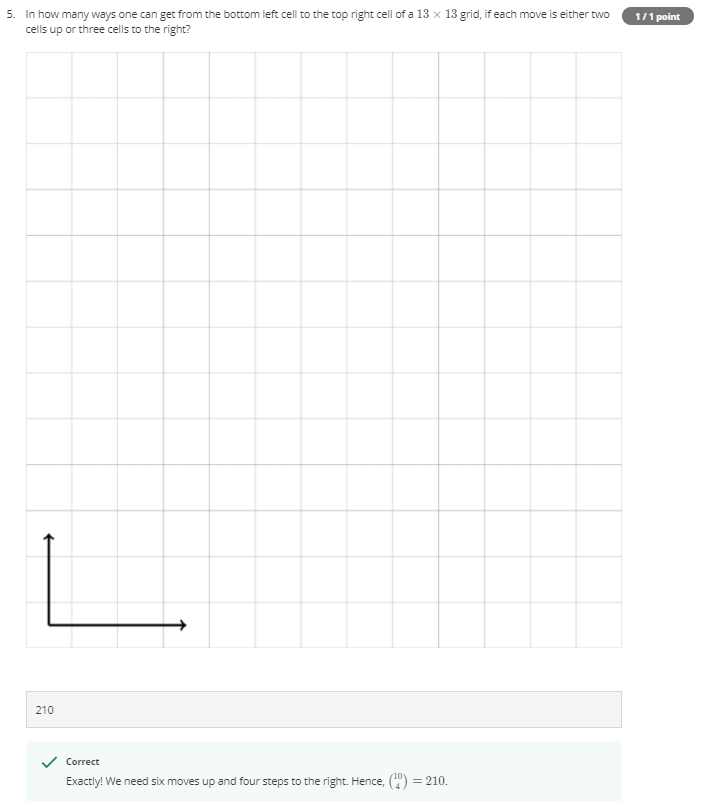 5. In how many ways one can get from the bottom left cell to the top right cell of a 13 × 13 grid, if each move is either two
1 / 1 point
cells up or three cells to the right?
210
Correct
Exactly! We need six moves up and four steps to the right. Hence, (10 4) = 210.